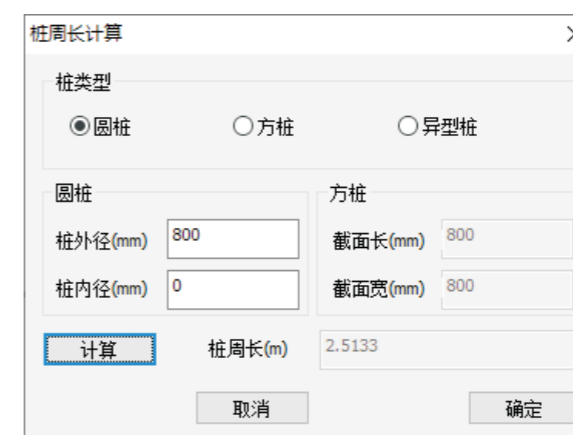 桩周长计算
桩类型
圆桩 方桩 异型桩
圆桩 方桩
桩外径(mm) 800 截面长(mm) 800
桩内径(mm) 0 截面宽(mm) 800
计算 桩周长(m) 2.5133
取消 确定